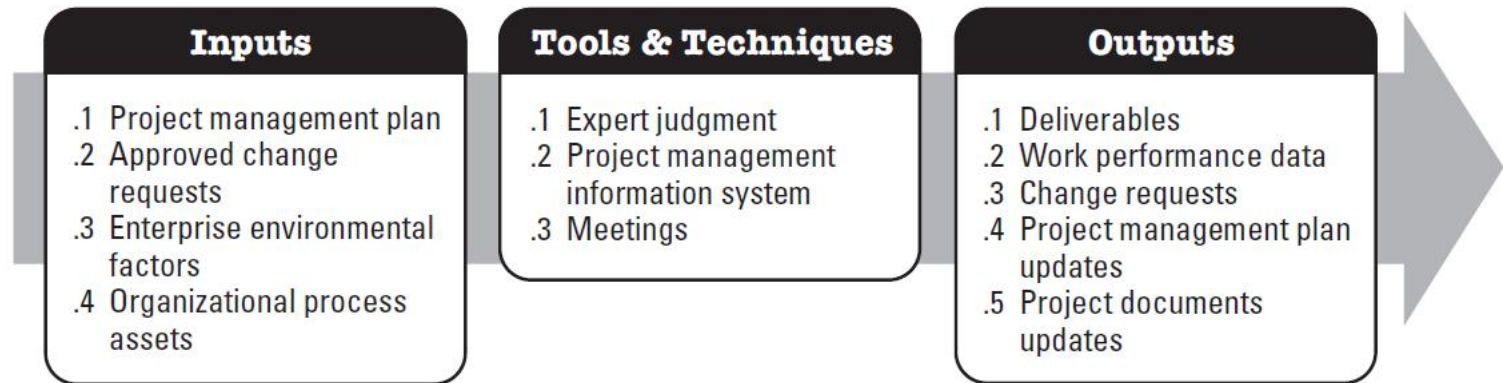 Inputs
.1 Project management plan
.2 Approved change
requests
.3 Enterprise environmental
factors
.4 Organizational process
assets
Tools & Techniques
.1 Expert judgment
.2 Project management
information system
.3 Meetings
Outputs
.1 Deliverables
.2 Work performance data
.3 Change requests
.4 Project management plan
updates
.5 Project documents
updates